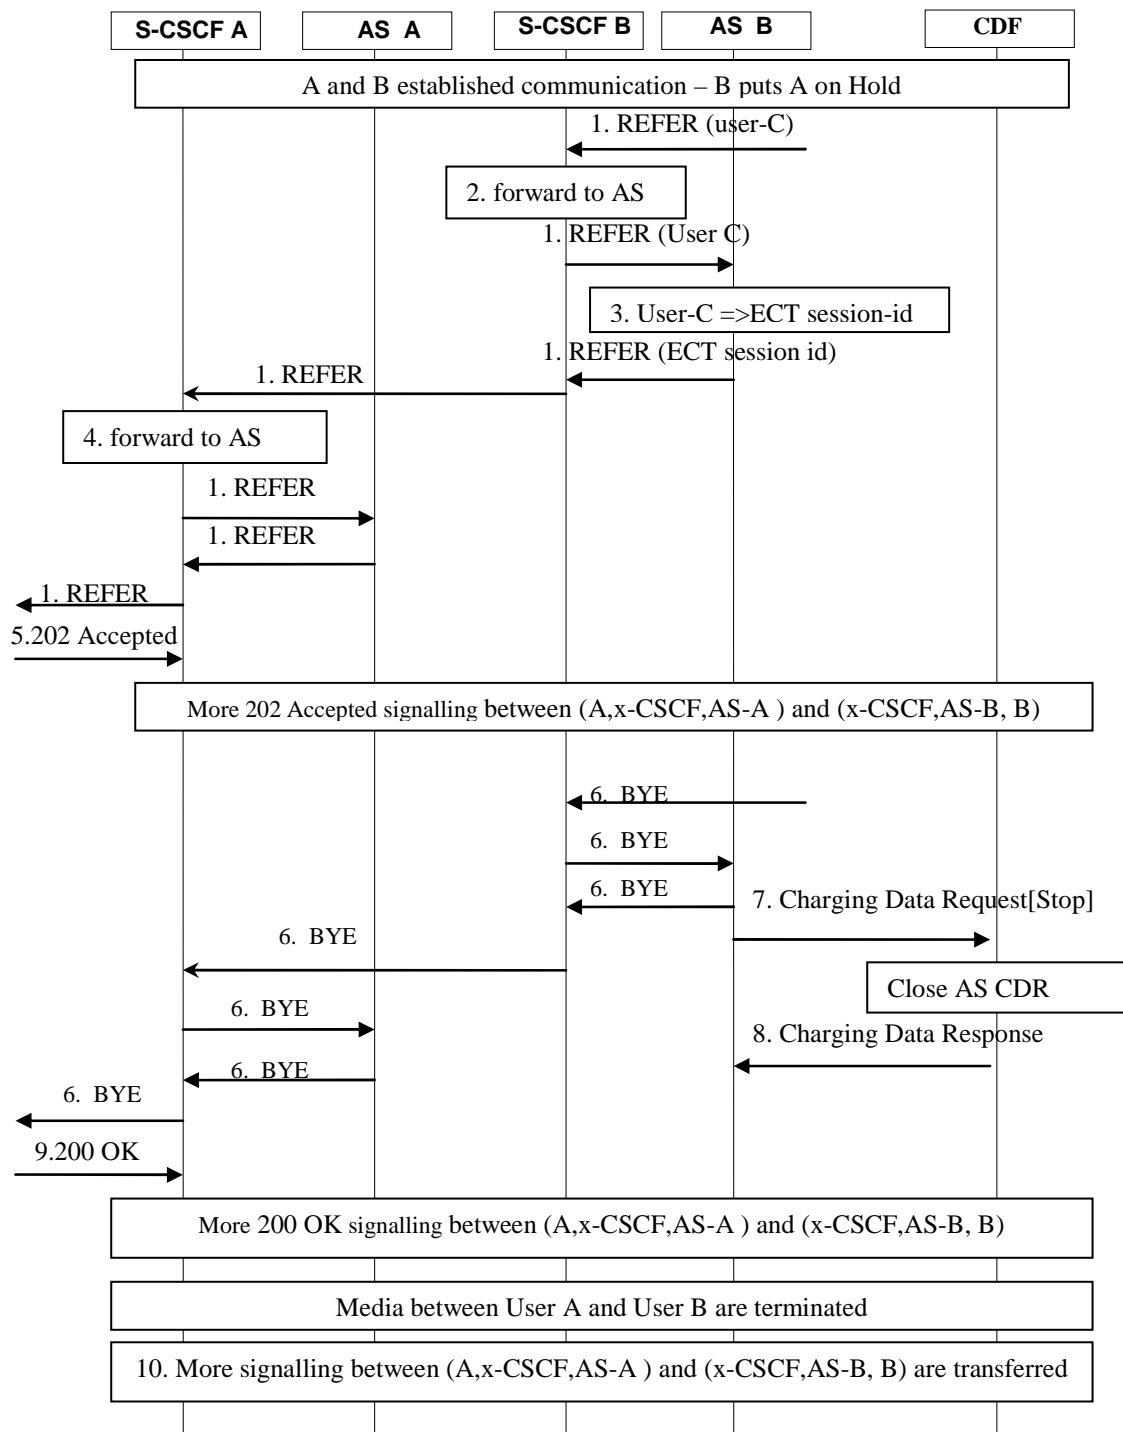 S-CSCF A
AS A
S-CSCF B
AS B
CDF
A and B established communication – B puts A on Hold
1. REFER (user-C)
2. forward to AS
1. REFER (User C)
3. User-C =>ECT session-id
1. REFER (ECT session id)
1. REFER
4. forward to AS
1. REFER
1. REFER
1. REFER
5.202 Accepted
More 202 Accepted signalling between (A,x-CSCF,AS-A ) and (x-CSCF,AS-B, B)
6. BYE
6. BYE
6. BYE
7. Charging Data Request[Stop]
6. BYE
Close AS CDR
6. BYE
8. Charging Data Response
6. BYE
6. BYE
9.200 OK
More 200 OK signalling between (A,x-CSCF,AS-A ) and (x-CSCF,AS-B, B)
Media between User A and User B are terminated
10. More signalling between (A,x-CSCF,AS-A ) and (x-CSCF,AS-B, B) are transferred